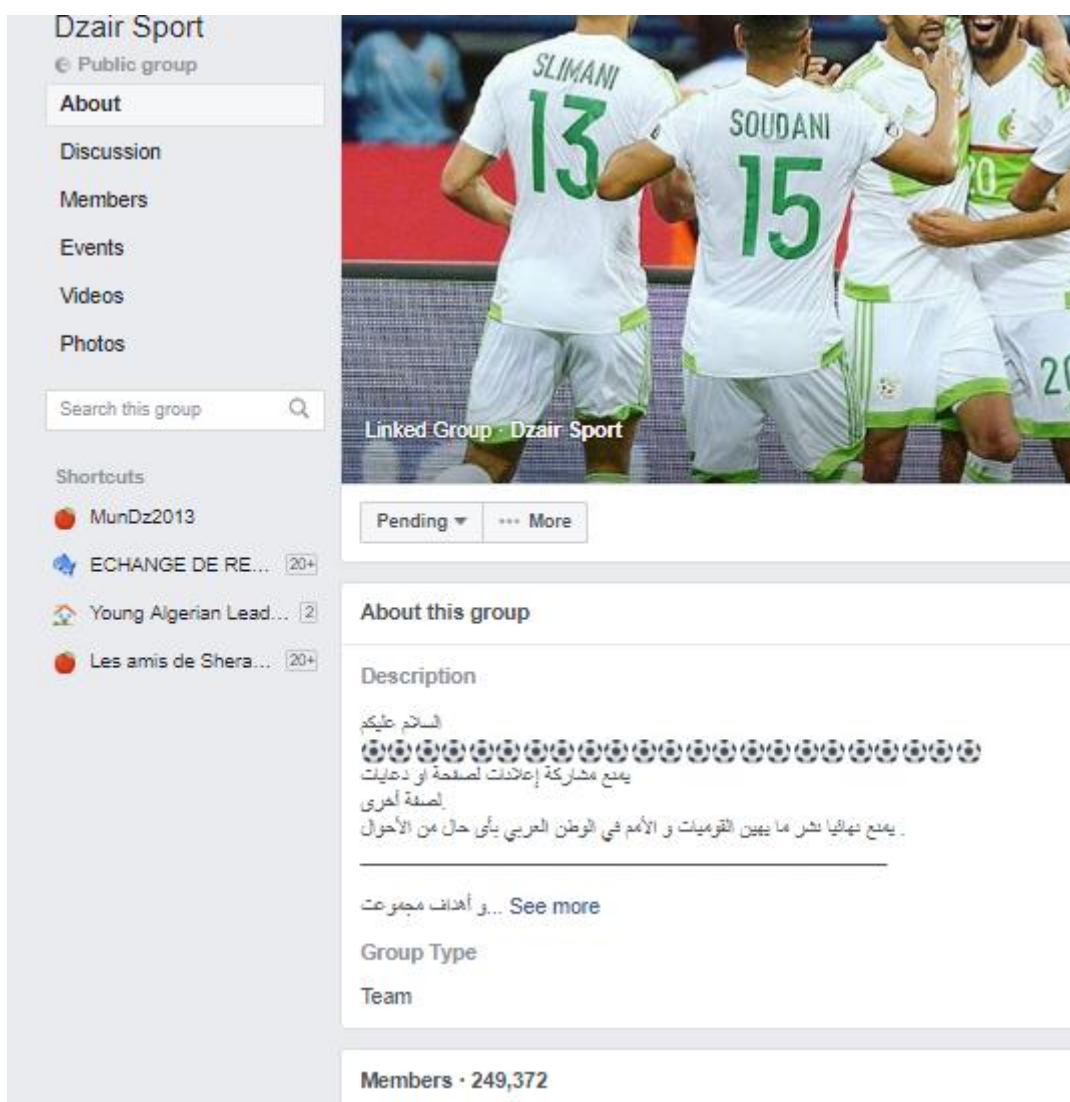 Dzair Sport
Public group
About
Discussion
Members
Events
Videos
Photos
Search this group
Shortcuts
MunDz2013
ECHANGE DE RE... 20+
Young Algerian Lead... 2
Les amis de Shera... 20+
SLIMANI
13
SOUDANI
15
20
20
Linked Group · Dzair Sport
Pending
More
About this group
Description
السلام عليكم
يمنع مشاركة إعلانات لصفحة او دعايات
لصفة أخرى.
يمنع نهائيا نشر ما يهين القوميات و الأمم في الوطن العربي بأى حال من الأحوال .
و أهداف مجموعت... See more
Group Type
Team
Members · 249,372